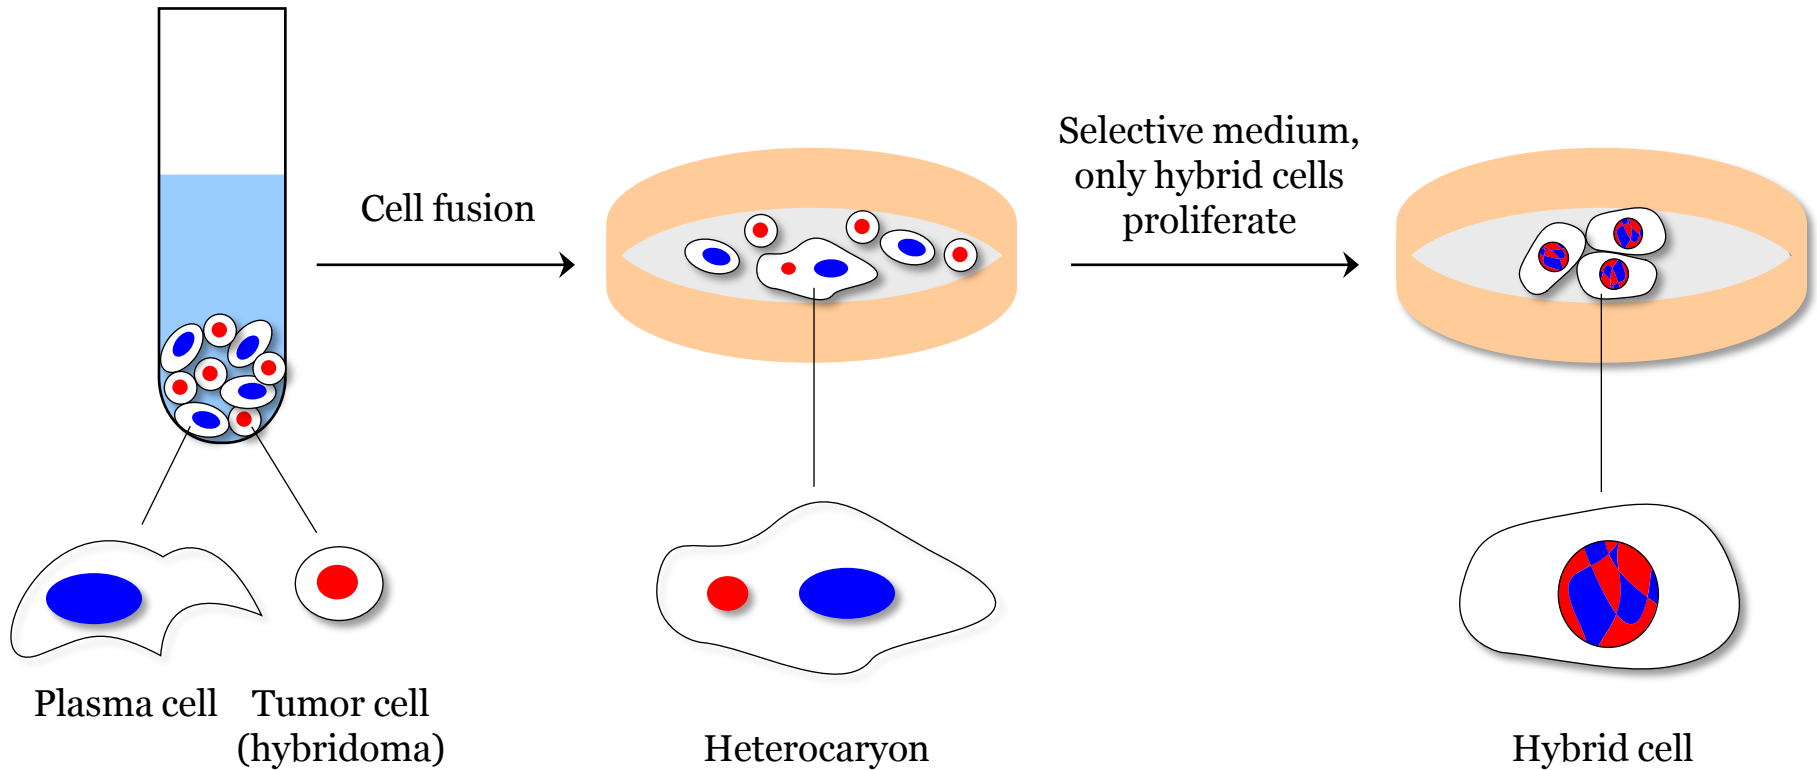 Cell fusion
Selective medium,
only hybrid cells
proliferate
Plasma cell
Tumor cell
(hybridoma)
Heterocaryon
Hybrid cell